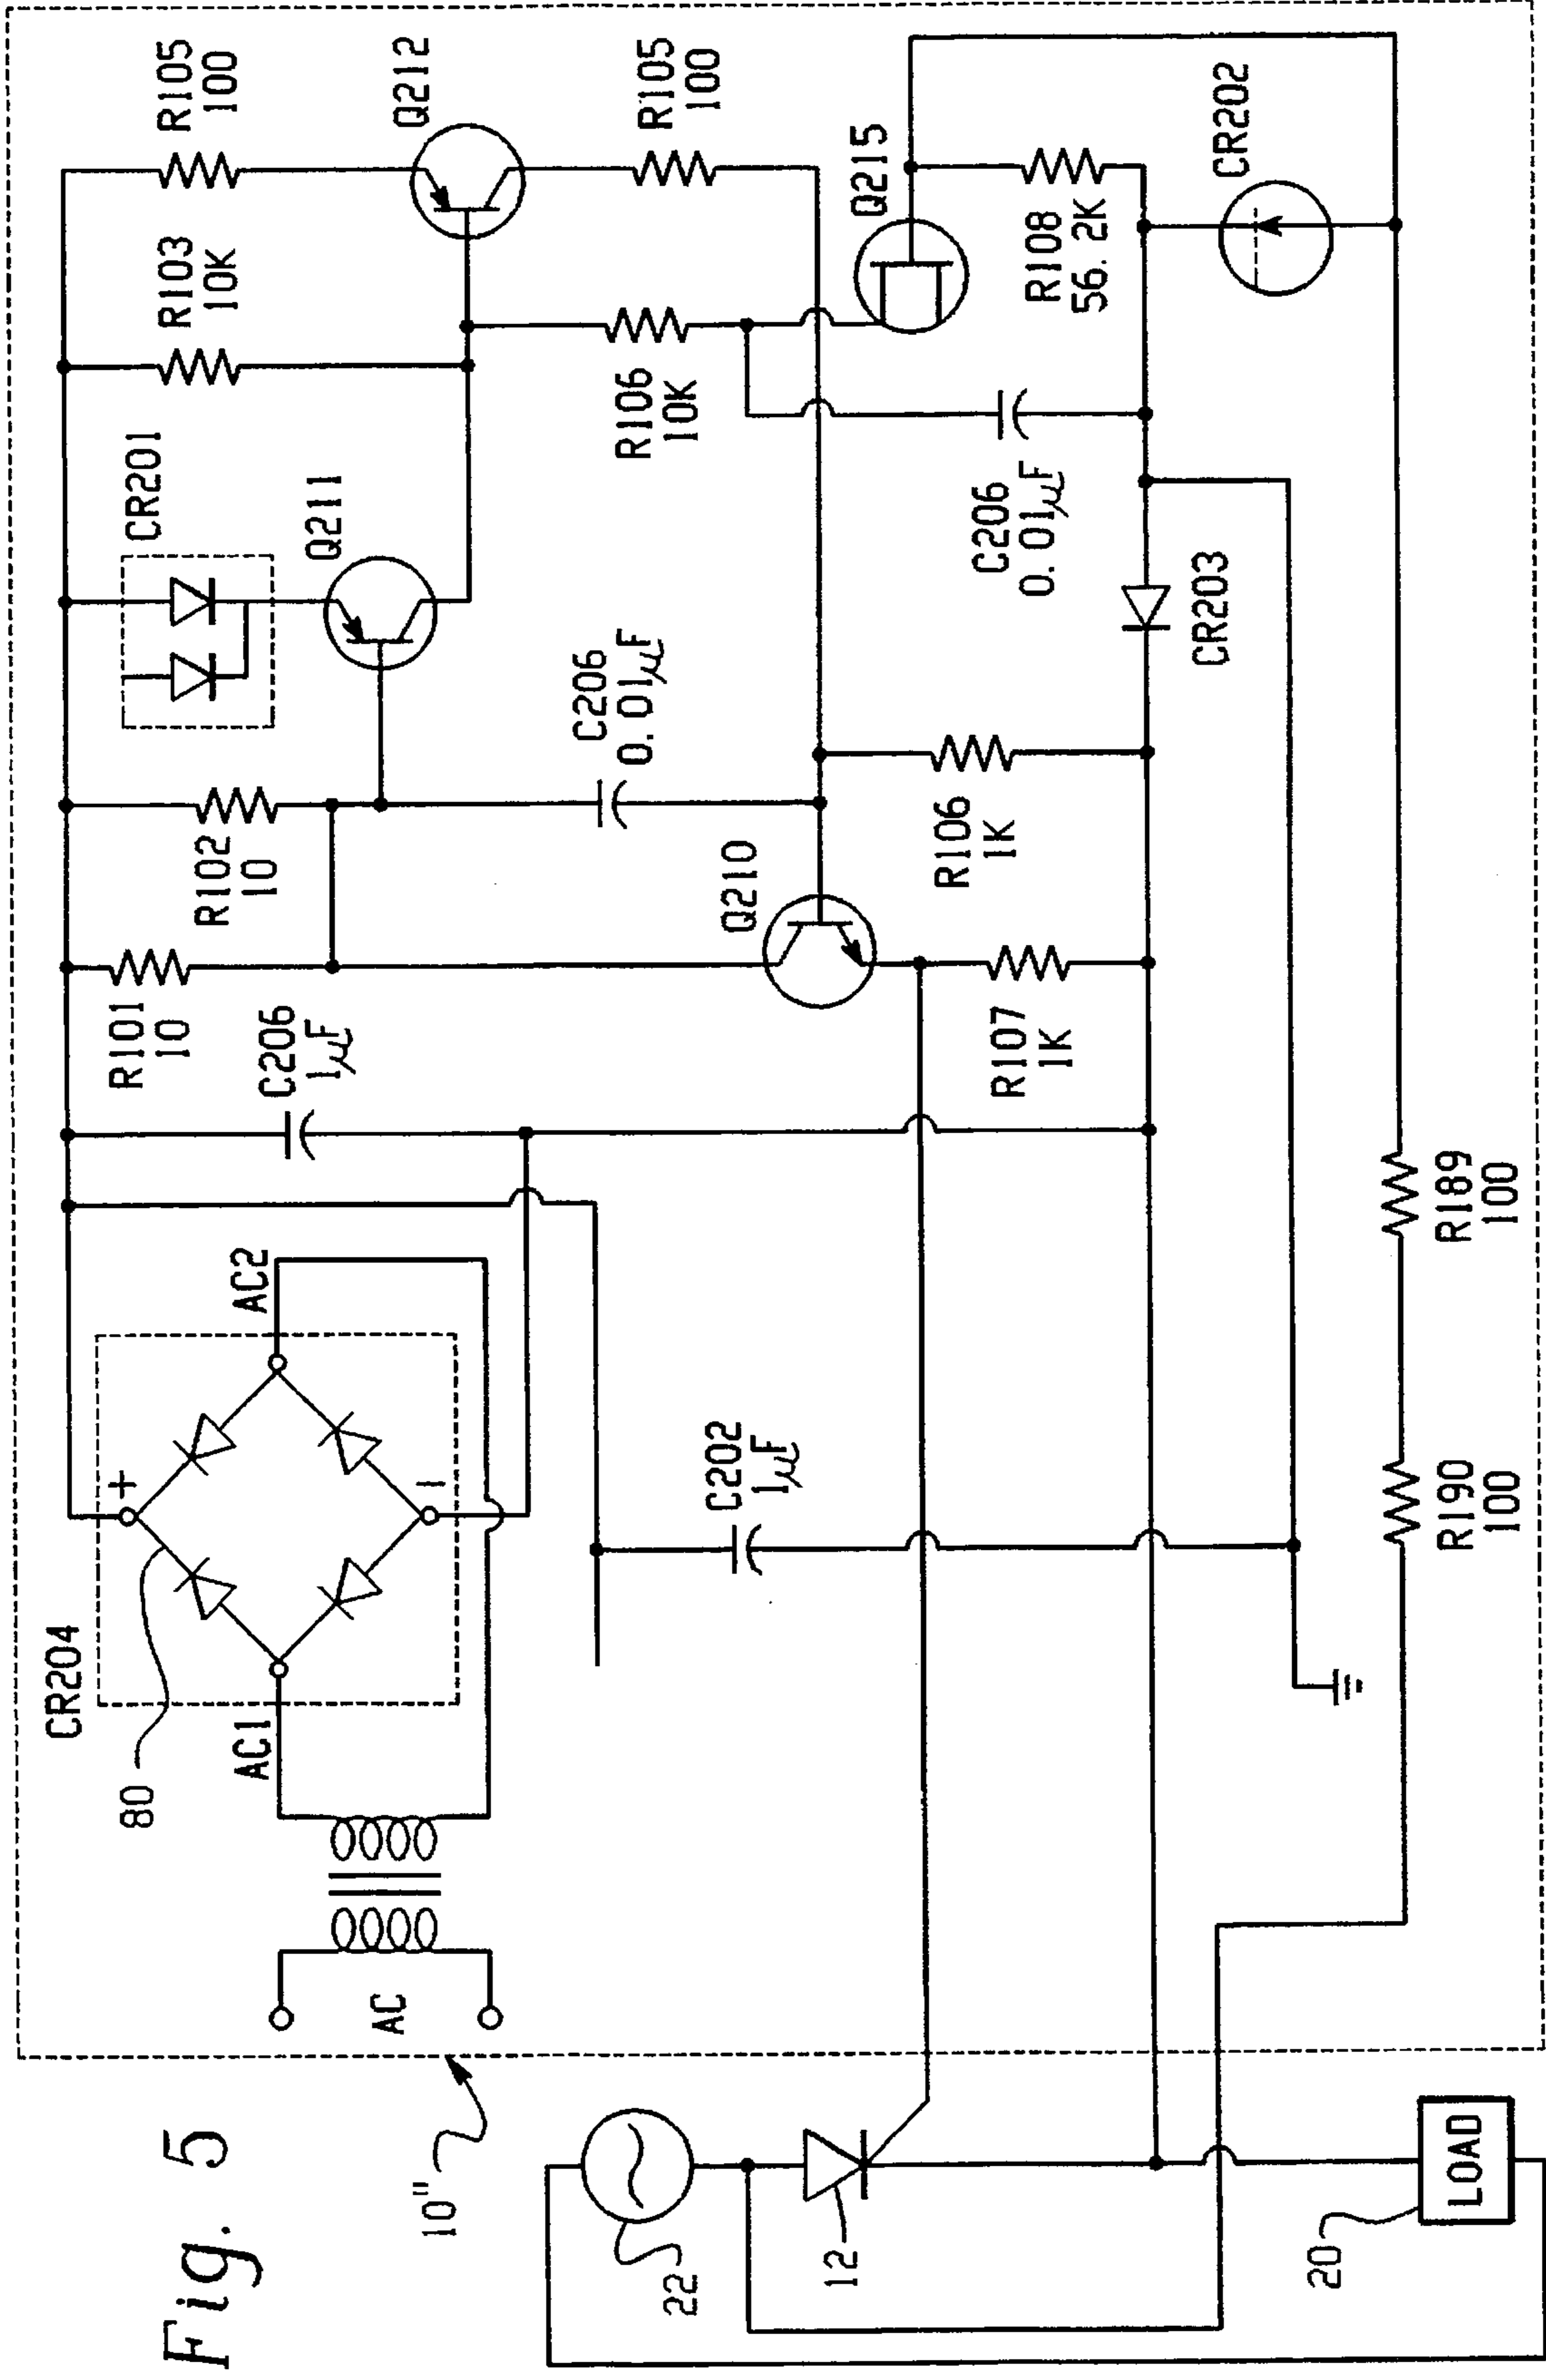 Fig. 5
10"
22
12
20
LOAD
AC
80
CR204
AC1
AC2
+
−
C202
1μF
R190
100
R189
100
C206
1μF
R101
10
R102
10
Q210
R107
1K
R106
1K
C206
0.01μF
CR201
Q211
CR203
C206
0.01μF
R103
10K
R106
10K
R105
100
Q212
R105
100
Q215
R108
56.2K
CR202